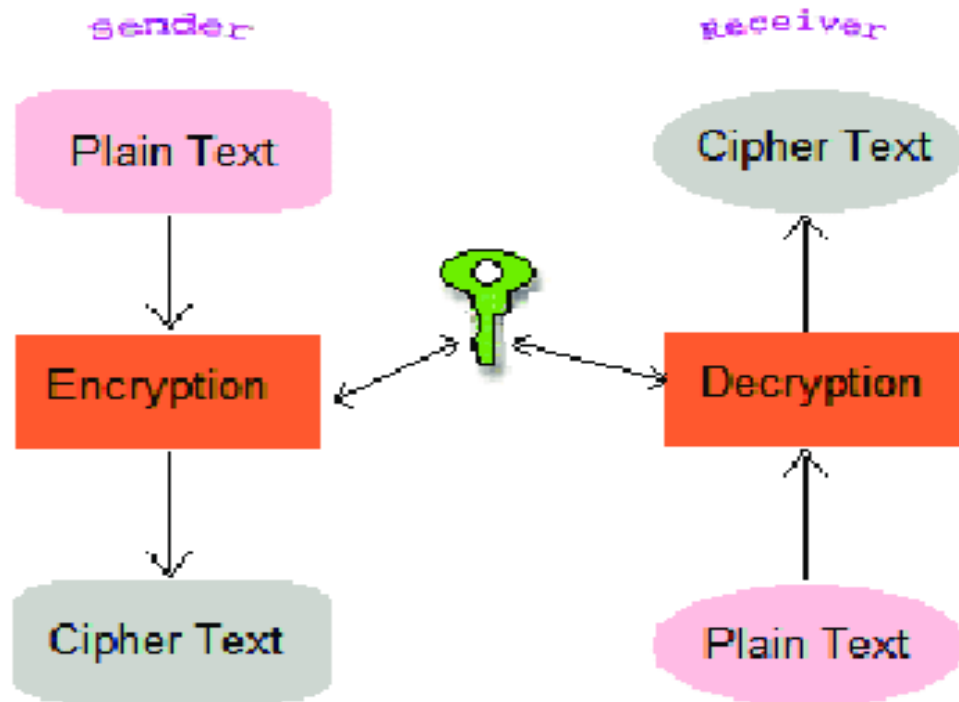 sender
Receiver
Plain Text
Cipher Text
Encryption
Decryption
Cipher Text
Plain Text